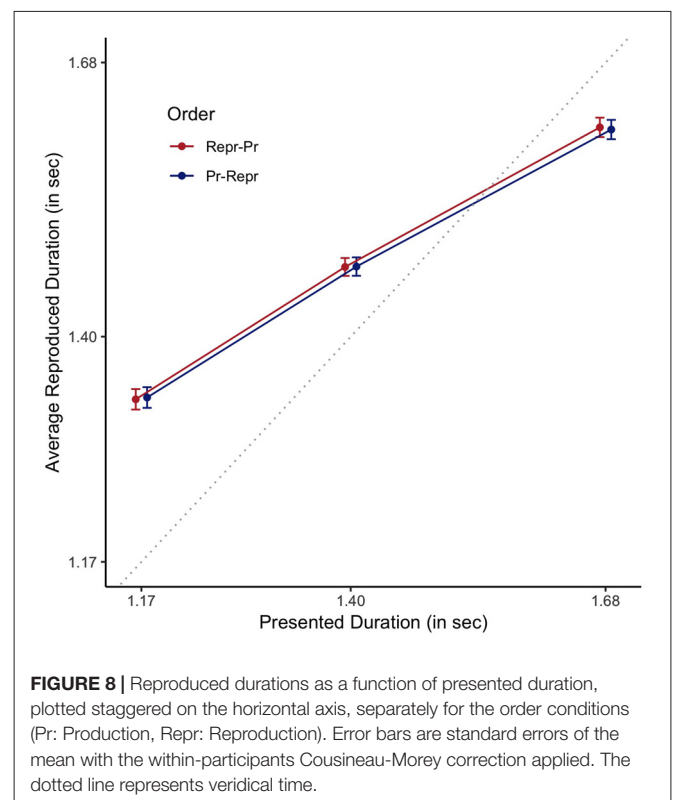 1.68
Order
Repr-Pr
Pr-Repr
Average Reproduced Duration (in sec)
1.40
1.17
1.17 1.40 1.68
Presented Duration (in sec)
FIGURE 8 | Reproduced durations as a function of presented duration,
plotted staggered on the horizontal axis, separately for the order conditions
(Pr: Production, Repr: Reproduction). Error bars are standard errors of the
mean with the within-participants Cousineau-Morey correction applied. The
dotted line represents veridical time.